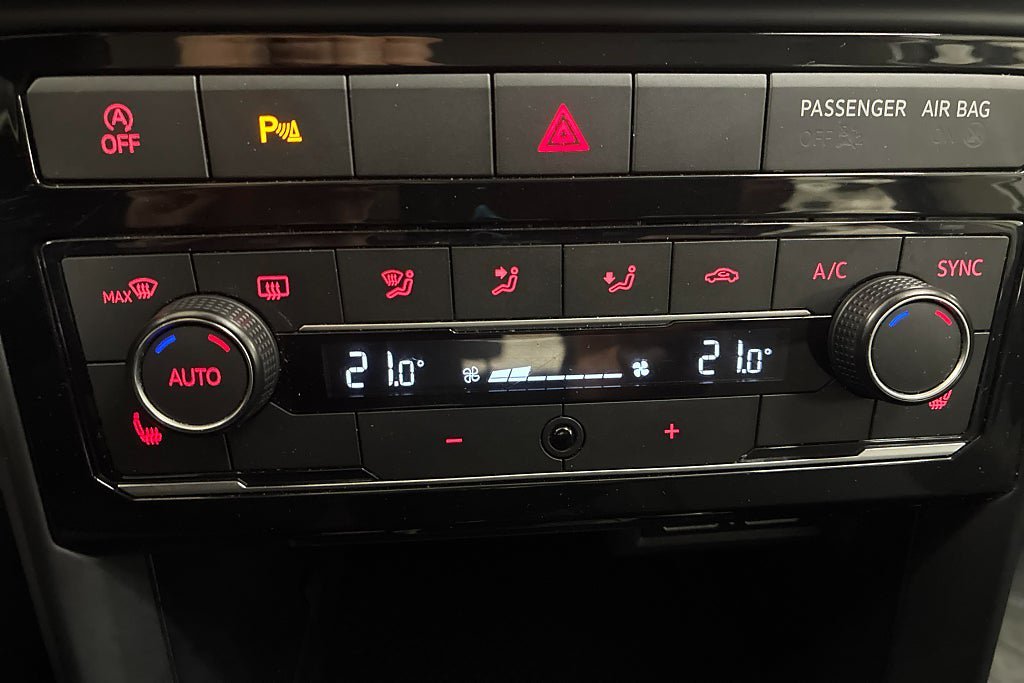 A
OFF
P
PASSENGER AIR BAG
OFF
ON
MAX
A/C
SYNC
21.0°
21.0°
AUTO
- +